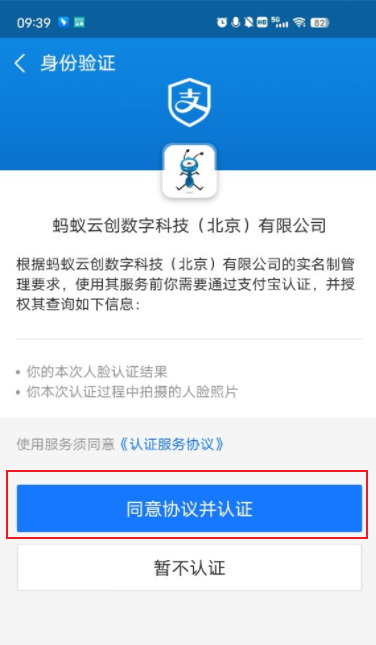 09:39
HD 5G 82
身份验证
支
蚂蚁云创数字科技（北京）有限公司
根据蚂蚁云创数字科技（北京）有限公司的实名制管
理要求，使用其服务前你需要通过支付宝认证，并授
权其查询如下信息：
• 你的本次人脸认证结果
• 你本次认证过程中拍摄的人脸照片
使用服务须同意《认证服务协议》
同意协议并认证
暂不认证